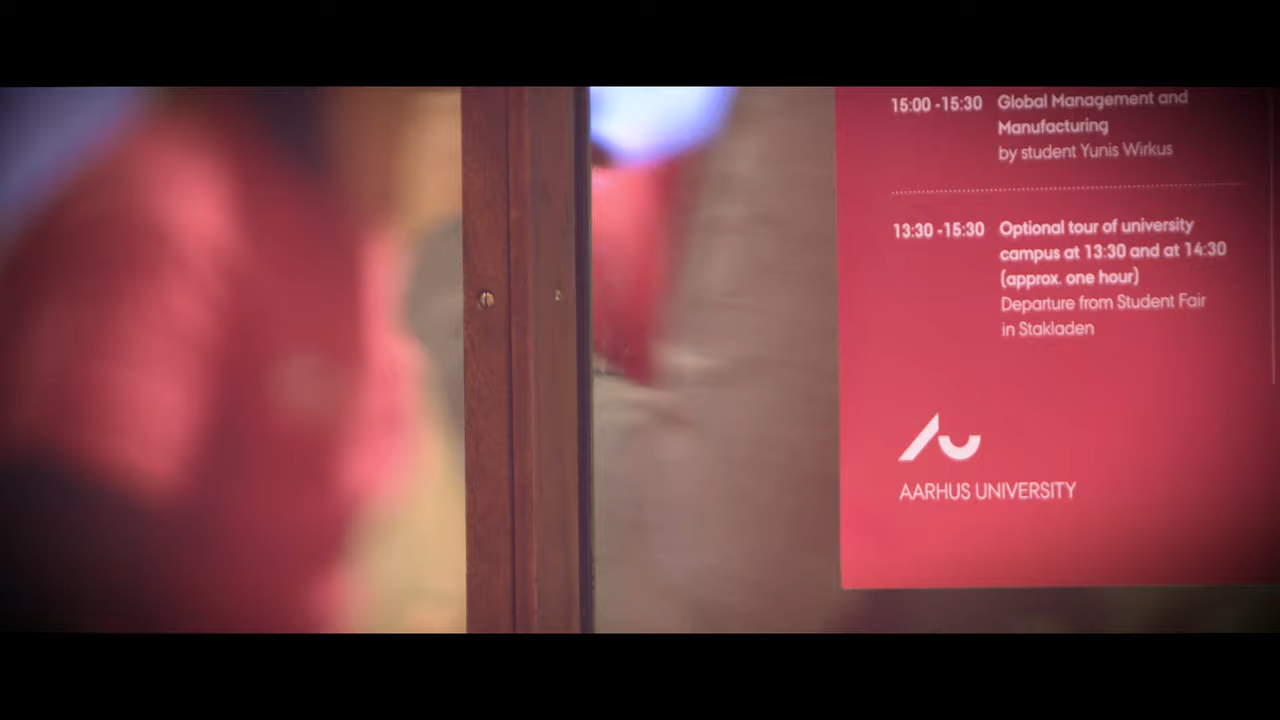 15:00 -15:30 Global Management and
Manufacturing
by student Yunis Wirkus
13:30 -15:30 Optional tour of university
campus at 13:30 and at 14:30
(approx. one hour)
Departure from Student Fair
in Stakladen
AARHUS UNIVERSITY